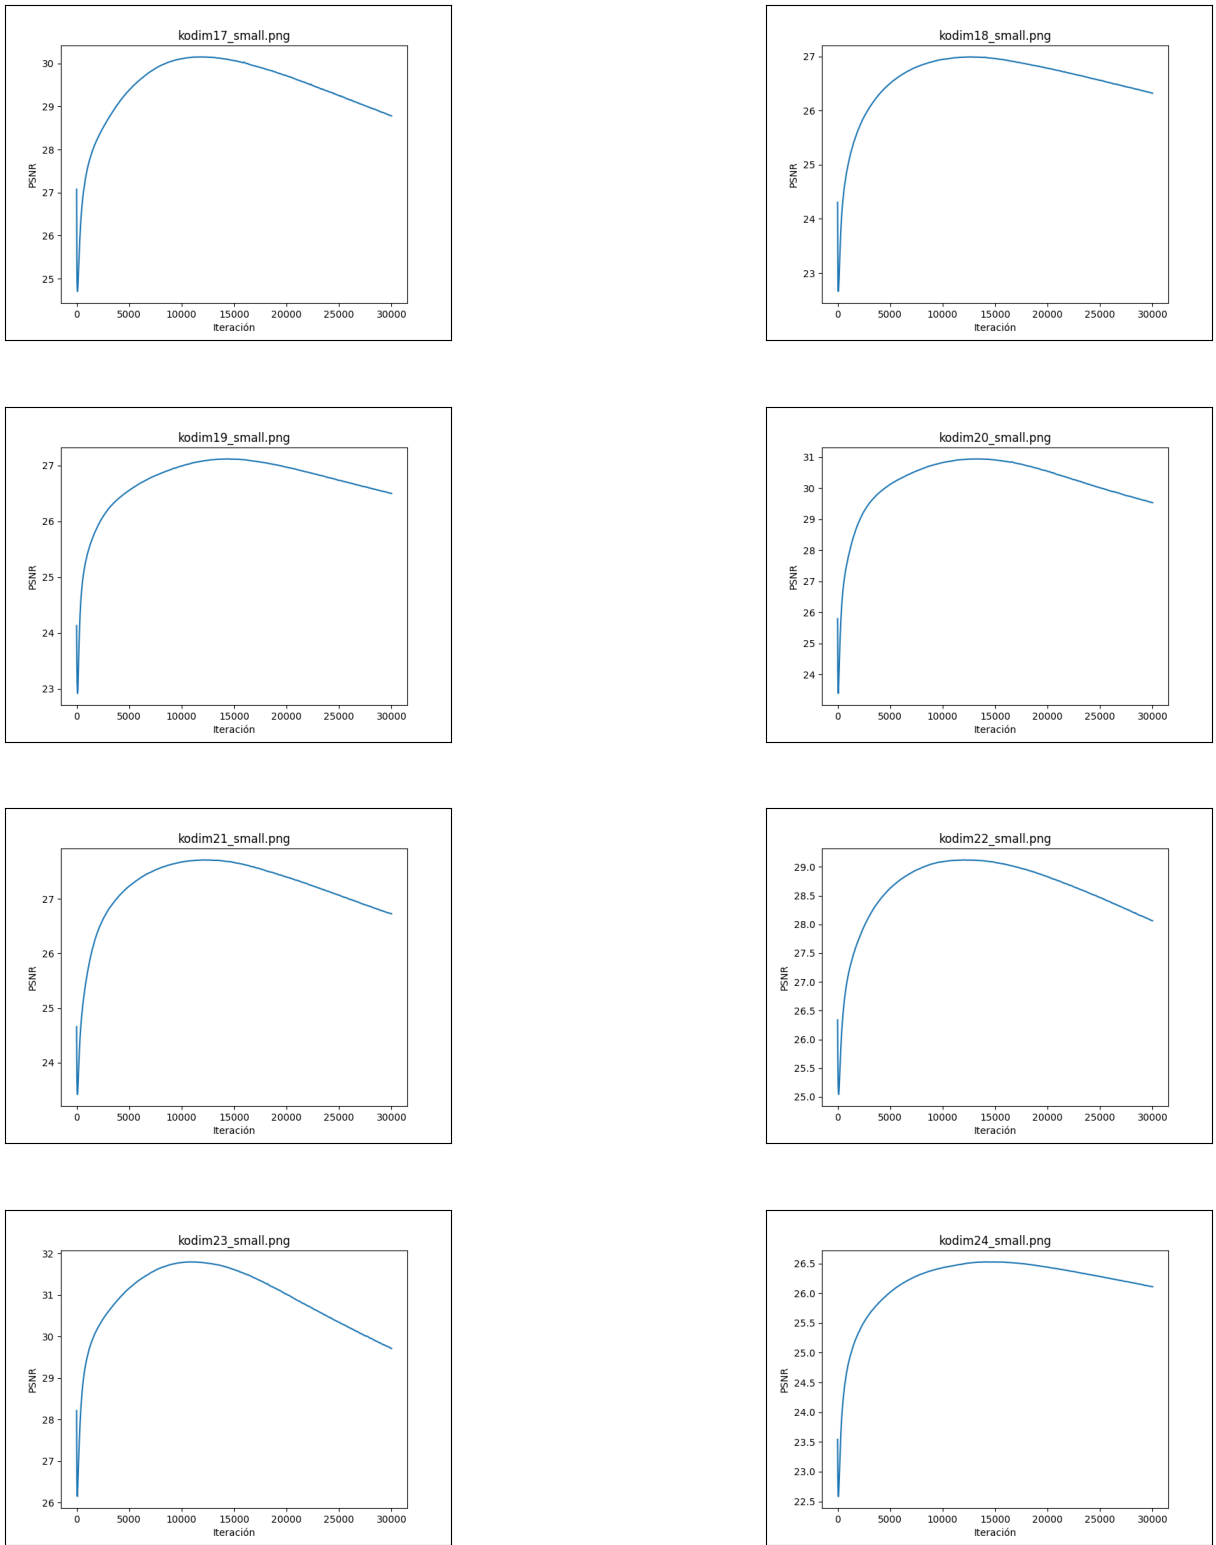 kodim17_small.png
30
29
28
27
26
25
PSNR
0 5000 10000 15000 20000 25000 30000
Iteración
kodim18_small.png
27
26
25
24
23
PSNR
0 5000 10000 15000 20000 25000 30000
Iteración
kodim19_small.png
27
26
25
24
23
PSNR
0 5000 10000 15000 20000 25000 30000
Iteración
kodim20_small.png
31
30
29
28
27
26
25
24
PSNR
0 5000 10000 15000 20000 25000 30000
Iteración
kodim21_small.png
27
26
25
24
PSNR
0 5000 10000 15000 20000 25000 30000
Iteración
kodim22_small.png
29.0
28.5
28.0
27.5
27.0
26.5
26.0
25.5
25.0
PSNR
0 5000 10000 15000 20000 25000 30000
Iteración
kodim23_small.png
32
31
30
29
28
27
26
PSNR
0 5000 10000 15000 20000 25000 30000
Iteración
kodim24_small.png
26.5
26.0
25.5
25.0
24.5
24.0
23.5
23.0
22.5
PSNR
0 5000 10000 15000 20000 25000 30000
Iteración